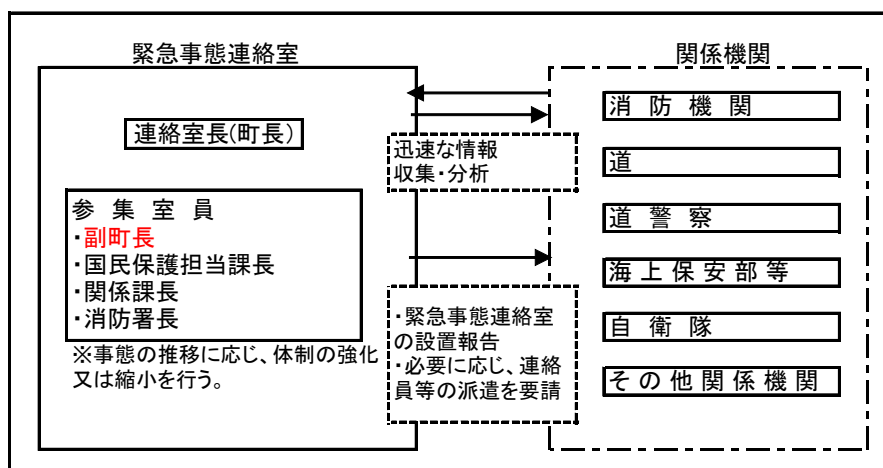 緊急事態連絡室
連絡室長(町長)
参集室員
・副町長
・国民保護担当課長
・関係課長
・消防署長
※事態の推移に応じ、体制の強化
又は縮小を行う。
迅速な情報
収集・分析
・緊急事態連絡室
の設置報告
・必要に応じ、連絡
員等の派遣を要請
関係機関
消防機関
道
道警察
海上保安部等
自衛隊
その他関係機関